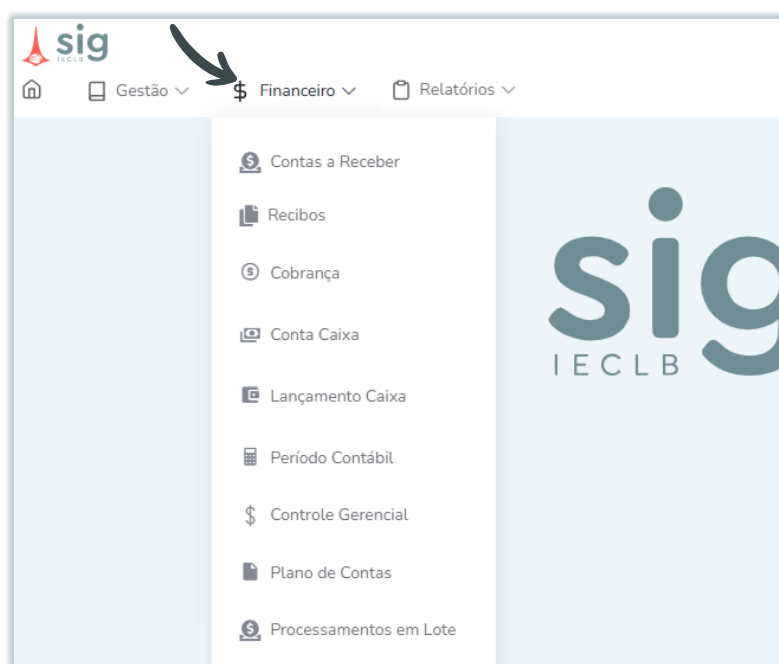 sig
IECLB
Gestão
Financeiro
Relatórios
Contas a Receber
Recibos
Cobrança
Conta Caixa
Lançamento Caixa
Período Contábil
Controle Gerencial
Plano de Contas
Processamentos em Lote
sig
IECLB